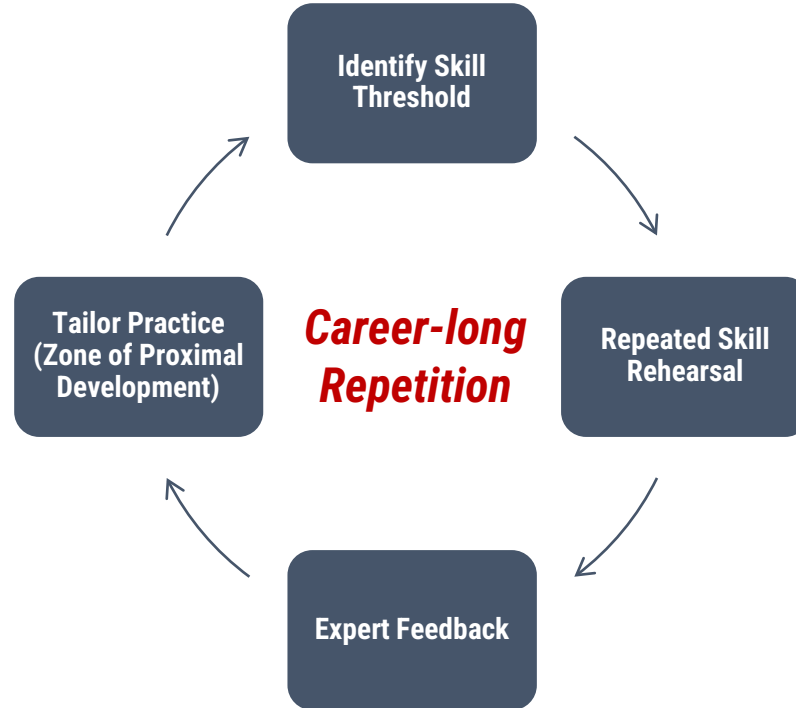 Identify Skill
Threshold
Tailor Practice
(Zone of Proximal
Development)
Career-long
Repetition
Repeated Skill
Rehearsal
Expert Feedback